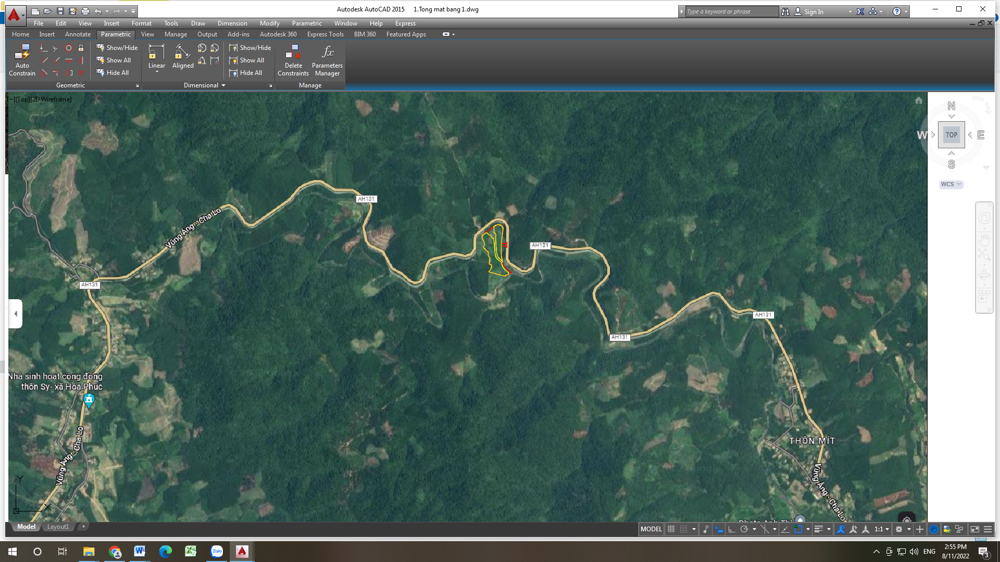 Autodesk AutoCAD 2015 1.Tong mat bang 1.dwg
Type a keyword or phrase
Sign In
File Edit View Insert Format Tools Draw Dimension Modify Parametric Window Help Express
Home Insert Annotate Parametric View Manage Output Add-ins Autodesk 360 Express Tools BIM 360 Featured Apps
Auto Constrain
Show/Hide
Show All
Hide All
Geometric
Linear
Aligned
Show/Hide
Show All
Hide All
Dimensional
Delete Constraints
Parameters Manager
Manage
[−][Top][2D Wireframe]
N
W
TOP
E
S
WCS
AH131
Vũng Áng - Cha Lo
AH131
AH131
AH131
AH131
Nhà sinh hoạt cộng đồng
thôn Sy- xã Hóa Phúc
Vũng Áng - Cha Lo
THÔN MÍT
Vũng Áng - Cha Lo
Y
X
Model Layout1
MODEL
1:1
Zalo
ENG
2:55 PM
8/11/2022
3